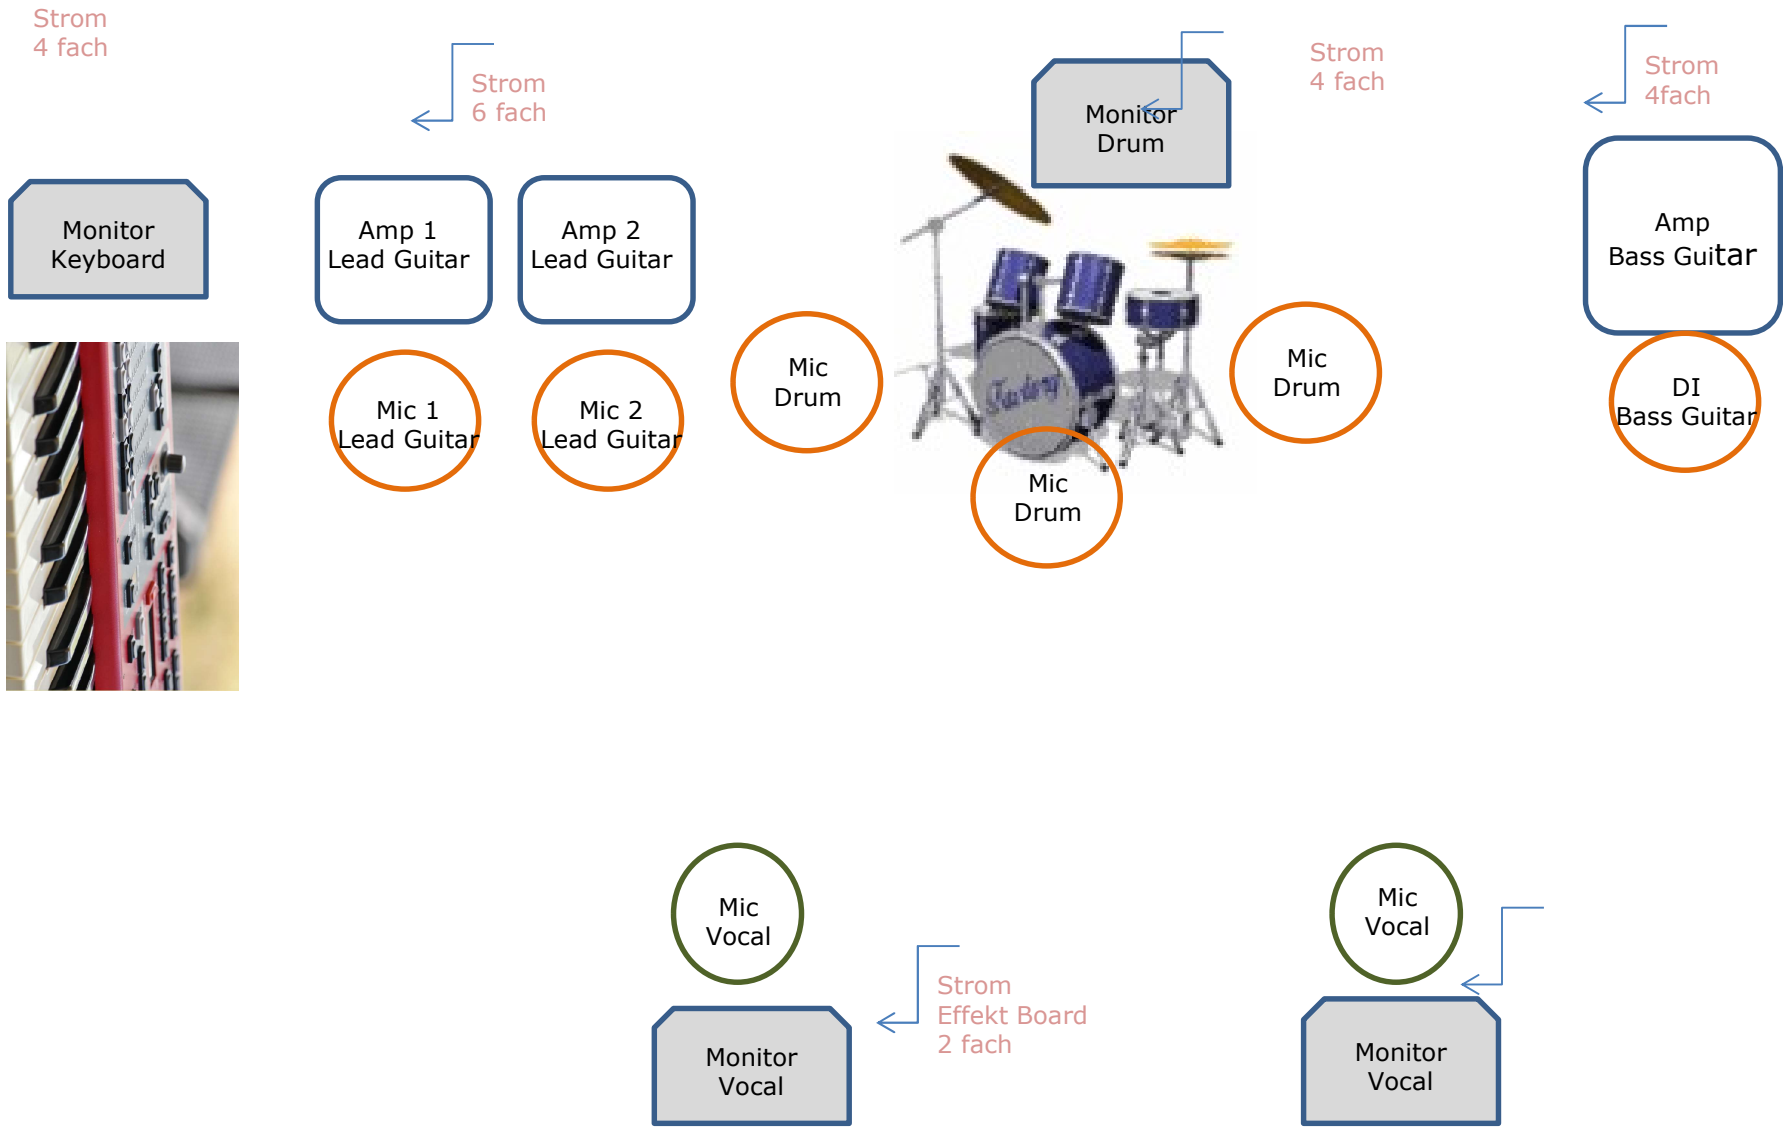 Strom
4 fach
Strom
6 fach
Strom
4 fach
Strom
4fach
Monitor
Drum
Monitor
Keyboard
Amp 1
Lead Guitar
Amp 2
Lead Guitar
Amp
Bass Guitar
Mic 1
Lead Guitar
Mic 2
Lead Guitar
Mic
Drum
Mic
Drum
Mic
Drum
DI
Bass Guitar
Mic
Vocal
Mic
Vocal
Strom
Effekt Board
2 fach
Monitor
Vocal
Monitor
Vocal